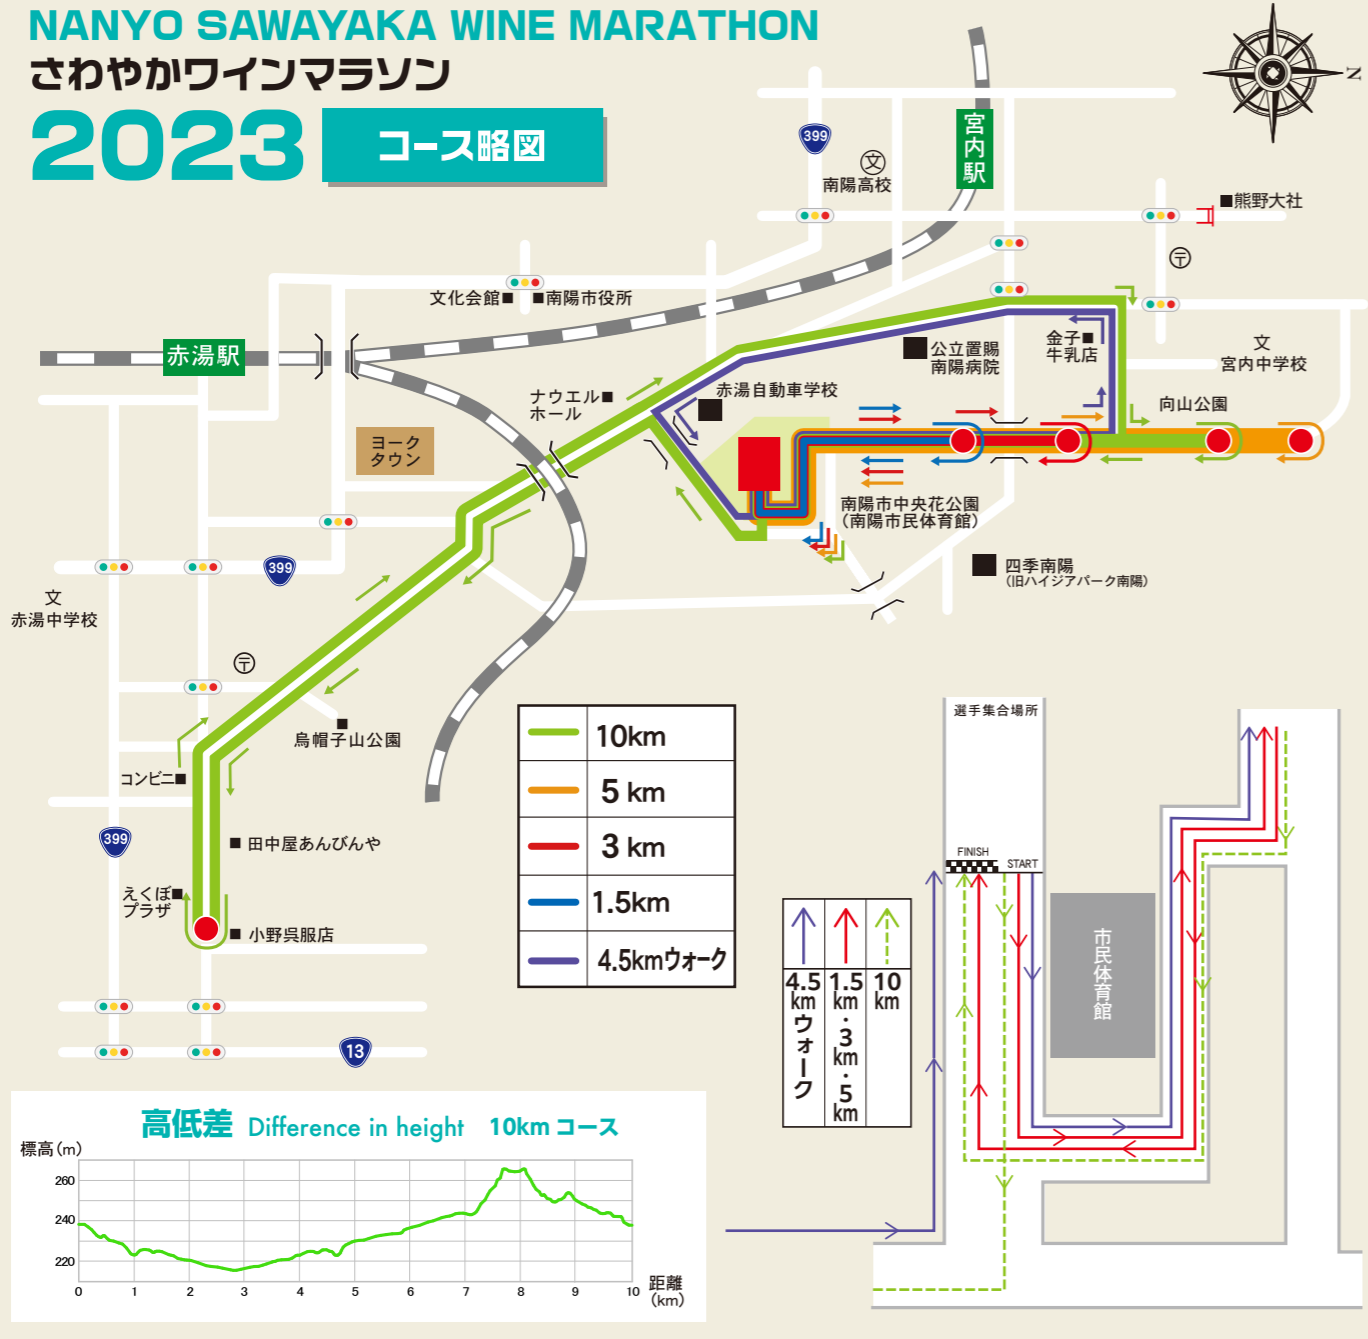 NANYO SAWAYAKA WINE MARATHON
さわやかワインマラソン
2023
コース略図
N
399
宮内駅
文
南陽高校
熊野大社
〒
文化会館
南陽市役所
赤湯駅
ナウエル
ホール
赤湯自動車学校
公立置賜
南陽病院
金子
牛乳店
文
宮内中学校
向山公園
ヨーク
タウン
南陽市中央花公園
(南陽市民体育館)
四季南陽
(旧ハイジアパーク南陽)
399
文
赤湯中学校
〒
烏帽子山公園
コンビニ
399
田中屋あんびんや
えくぼ
プラザ
小野呉服店
13
10km
5 km
3 km
1.5km
4.5kmウォーク
選手集合場所
FINISH
START
市民体育館
4.5kmウォーク
1.5km・3km・5km
10km
高低差 Difference in height 10km コース
標高(m)
260
240
220
0 1 2 3 4 5 6 7 8 9 10
距離
(km)